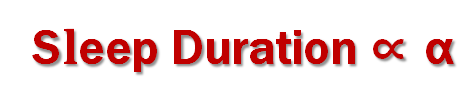 Sleep Duration ∝ α